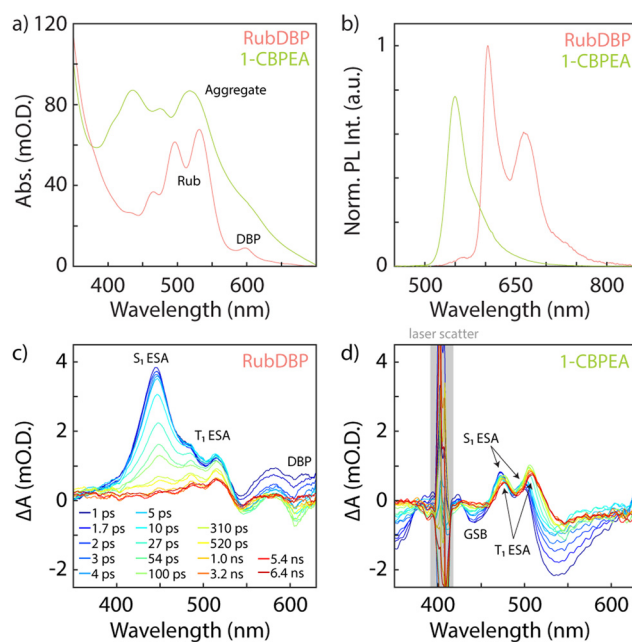 a)
RubDBP
1-CBPEA
Aggregate
Rub
DBP
120
80
40
0
Abs. (mO.D.)
400 500 600
Wavelength (nm)
b)
RubDBP
1-CBPEA
1
0
Norm. PL Int. (a.u.)
450 650 850
Wavelength (nm)
c)
RubDBP
S1 ESA
T1 ESA
DBP
4
2
0
-2
ΔA (mO.D.)
1 ps 5 ps
1.7 ps 10 ps 310 ps
2 ps 27 ps 520 ps
3 ps 54 ps 1.0 ns 5.4 ns
4 ps 100 ps 3.2 ns 6.4 ns
400 500 600
Wavelength (nm)
laser scatter
d)
1-CBPEA
S1 ESA
GSB
T1 ESA
4
2
0
-2
ΔA (mO.D.)
400 500 600
Wavelength (nm)